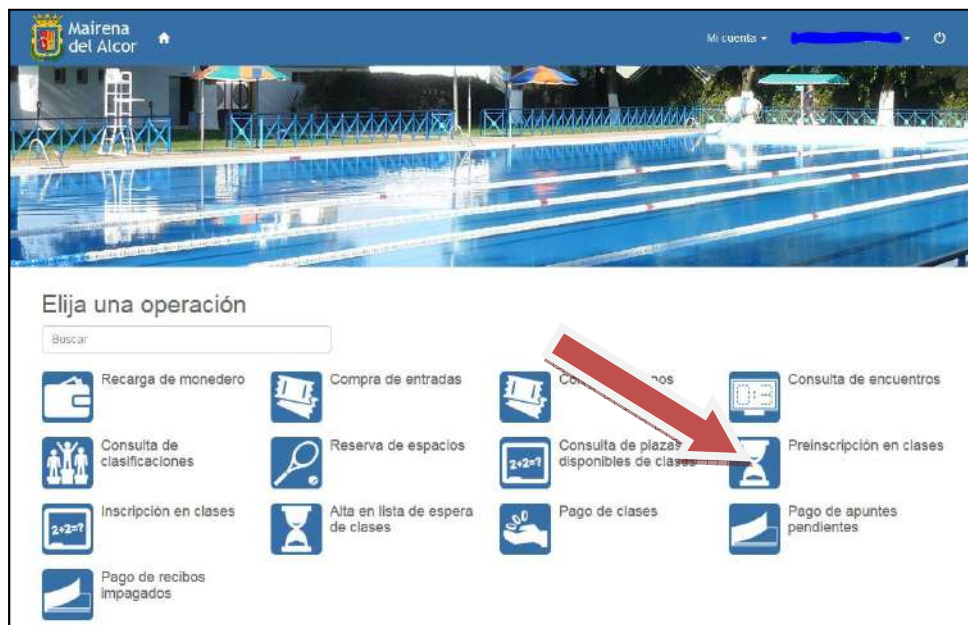 Mairena
del Alcor
Mi cuenta
Elija una operación
Buscar
Recarga de monedero
Compra de entradas
Consulta de encuentros
Consulta de
clasificaciones
Reserva de espacios
Consulta de plazas
disponibles de clases
2+2=?
Preinscripción en clases
Inscripción en clases
2+2=?
Alta en lista de espera
de clases
Pago de clases
Pago de apuntes
pendientes
Pago de recibos
impagados